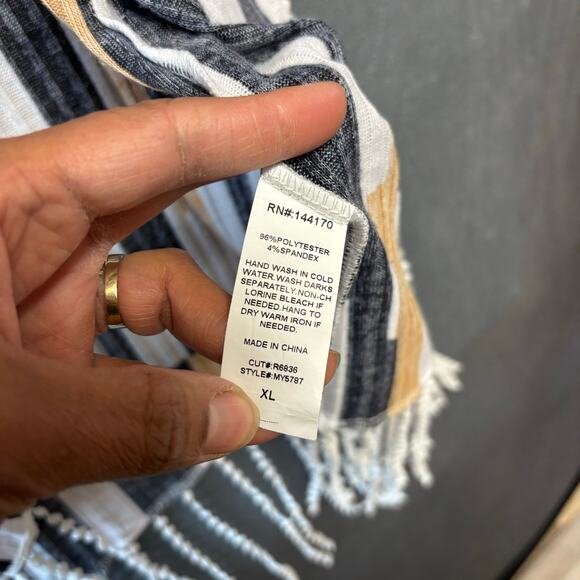 RN#:144170
96%POLYTESTER
4%SPANDEX
HAND WASH IN COLD
WATER.WASH DARKS
SEPARATELY.NON-CH
LORINE BLEACH IF
NEEDED.HANG TO
DRY WARM IRON IF
NEEDED.
MADE IN CHINA
CUT#:R6836
STYLE#:MY5787
XL